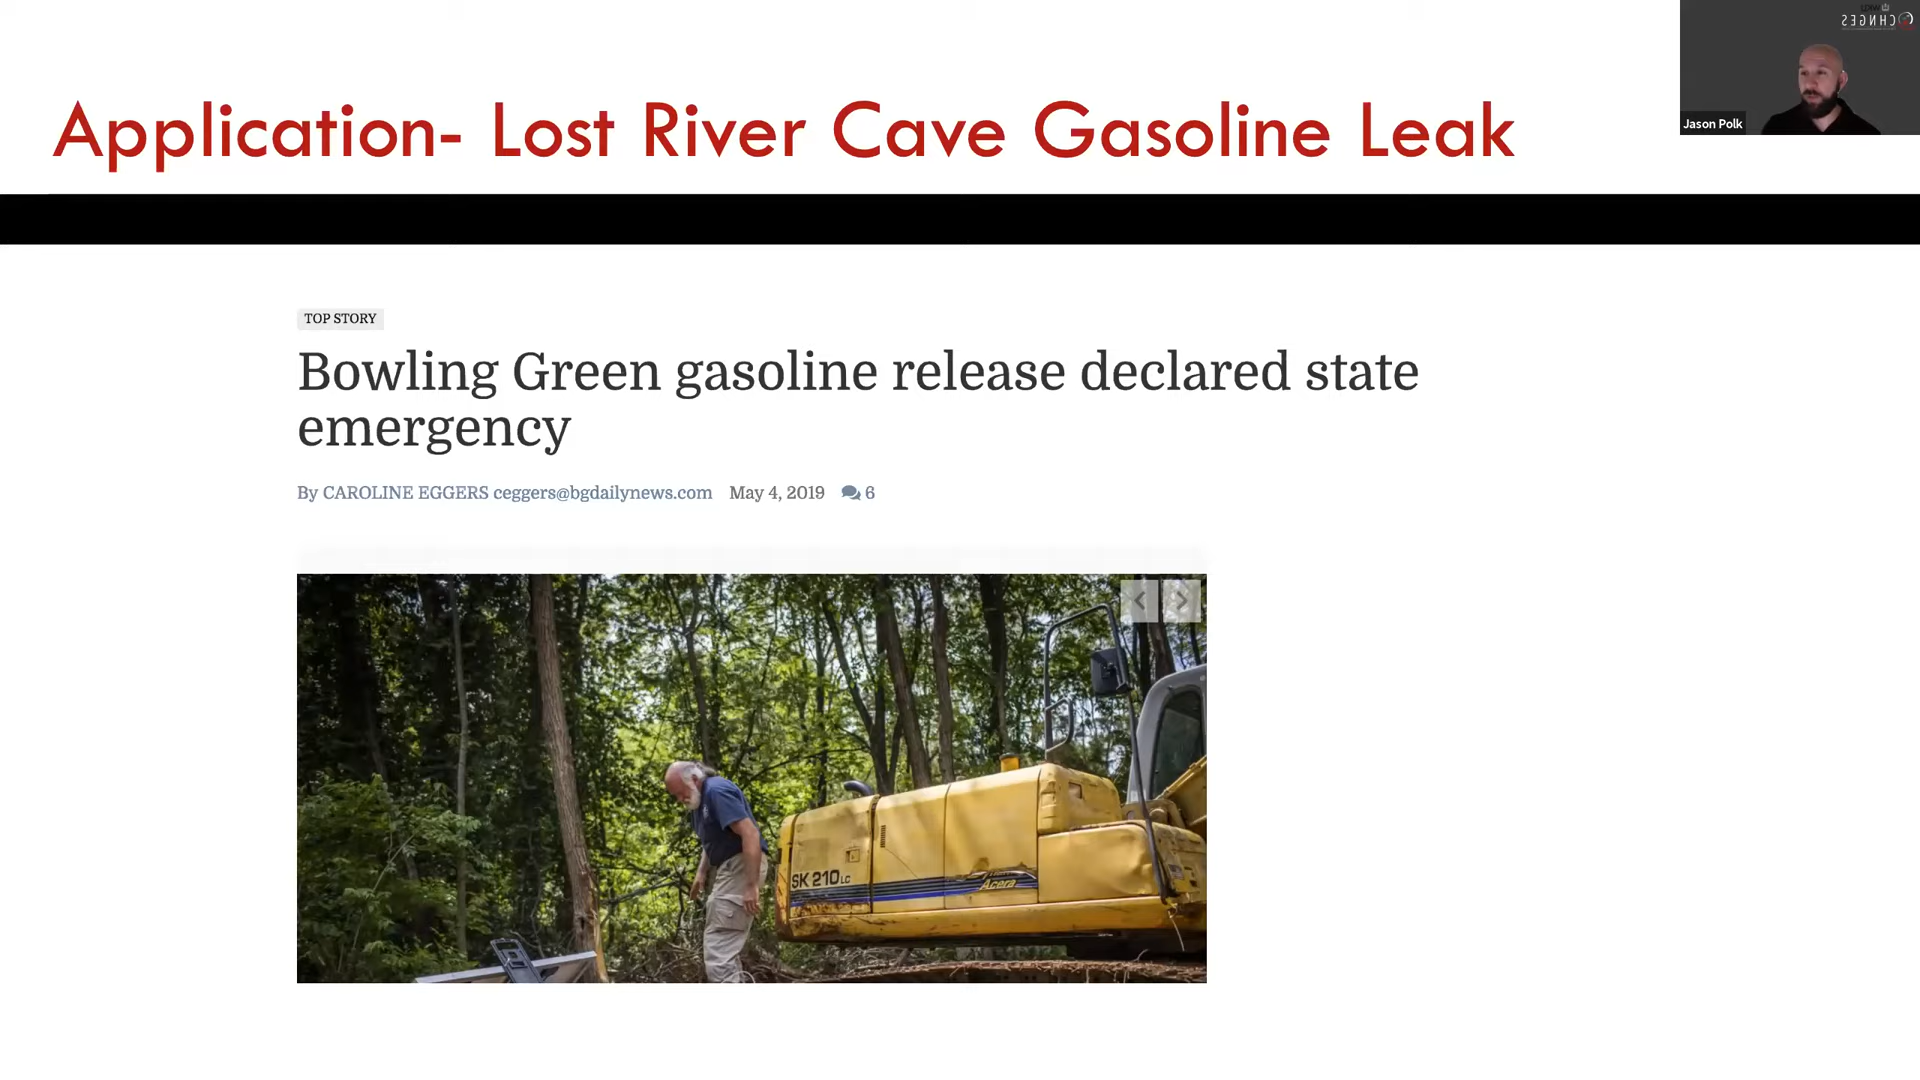 Application- Lost River Cave Gasoline Leak
CHNGES
Jason Polk
TOP STORY
Bowling Green gasoline release declared state
emergency
By CAROLINE EGGERS ceggers@bgdailynews.com May 4, 2019 6
SK 210LC
Acera